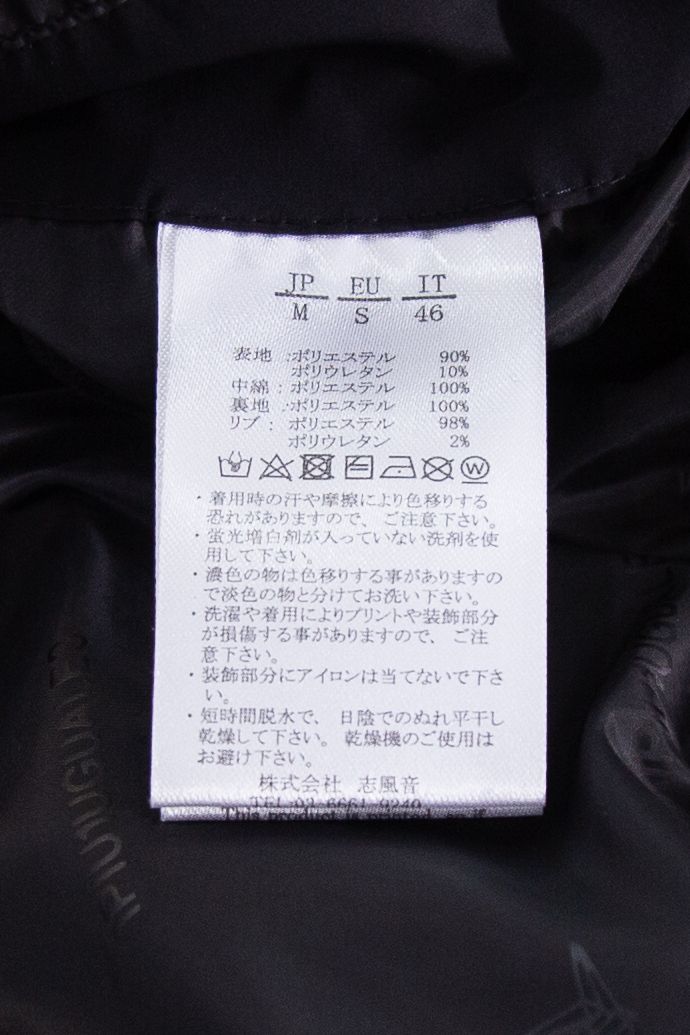 JP EU IT
M S 46
表地 :ポリエステル 90%
ポリウレタン 10%
中綿 : ポリエステル 100%
裏地 :ポリエステル 100%
リブ : ポリエステル 98%
ポリウレタン 2%
W
・着用時の汗や摩擦により色移りする
恐れがありますので、ご注意下さい。
・蛍光増白剤が入っていない洗剤を使
用して下さい。
・濃色の物は色移りする事がありますの
で淡色の物と分けてお洗い下さい。
・洗濯や着用によりプリントや装飾部分
が損傷する事がありますので、ご注
意下さい。
・装飾部分にアイロンは当てないで下さ
い。
・短時間脱水で、日陰でのぬれ平干し
乾燥して下さい。乾燥機のご使用は
お避け下さい。
株式会社 志風音
TEL:03-6661-9240
This product is